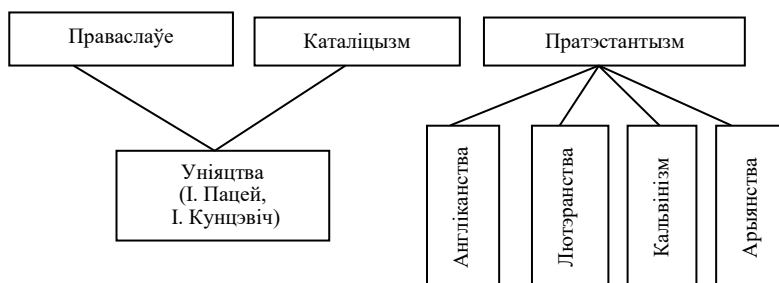 Праваслаўе
Каталіцызм
Пратэстантызм
Уніяцтва
(І. Пацей,
І. Кунцэвіч)
Англіканства
Лютэранства
Кальвінізм
Арыянства